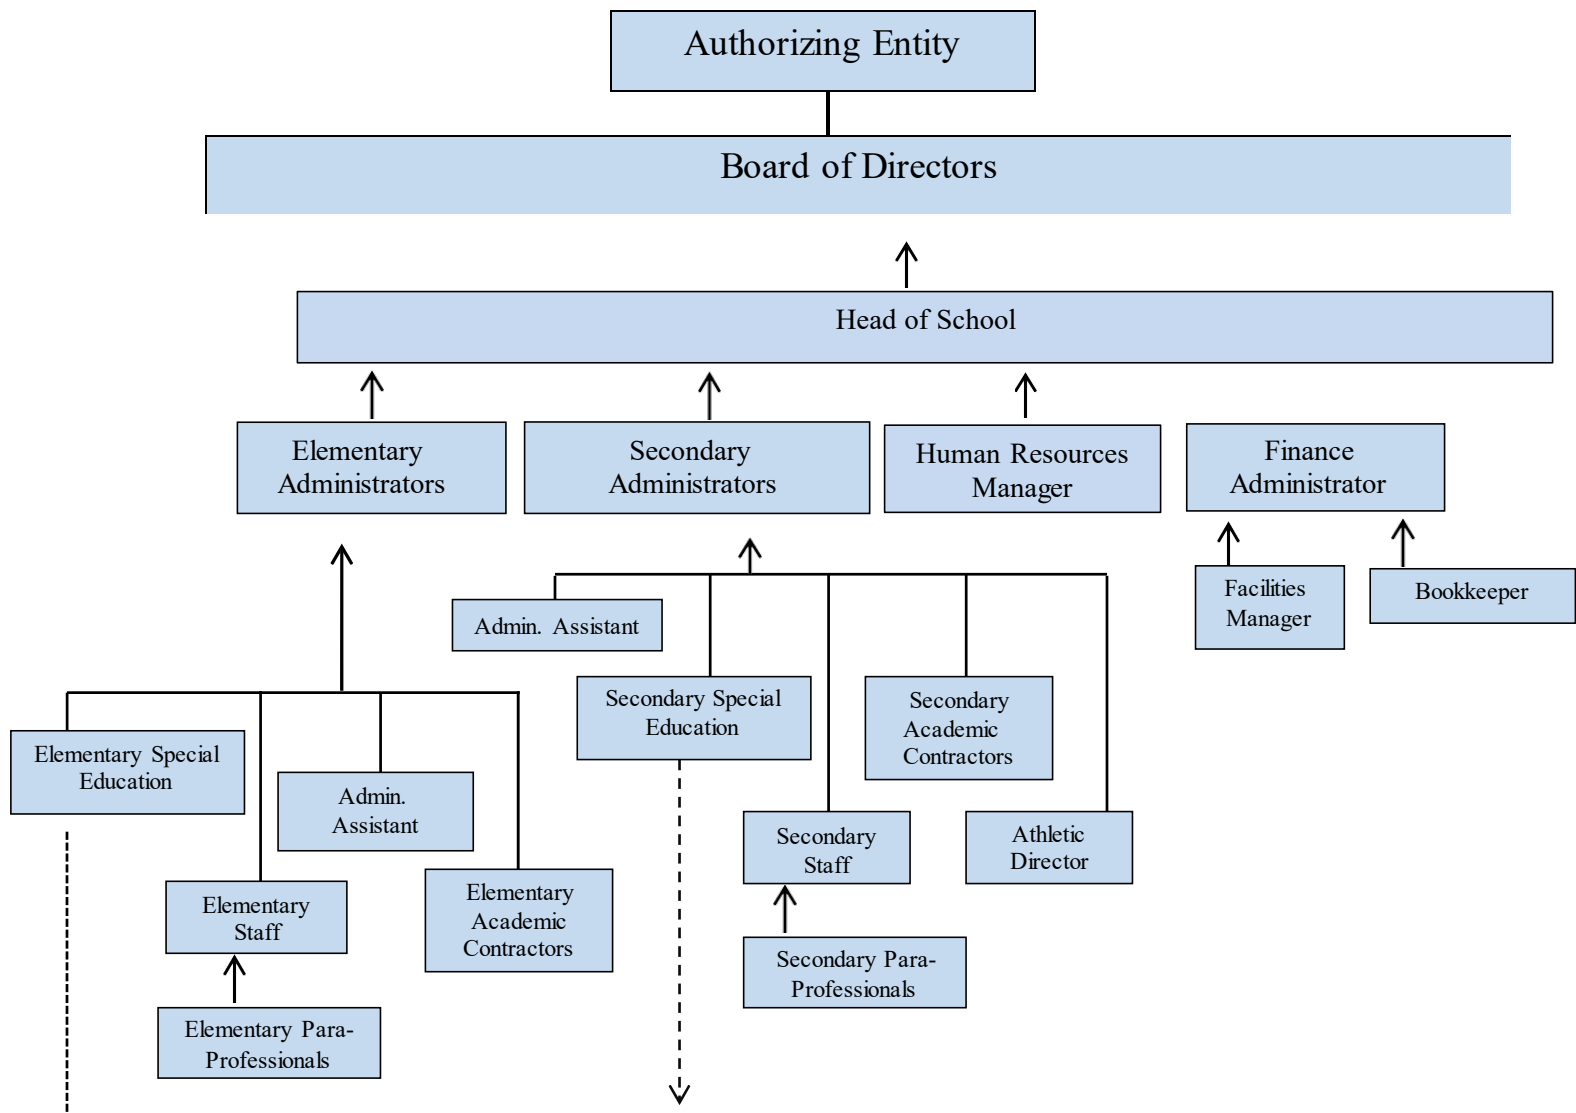 Authorizing Entity
Board of Directors
Head of School
Elementary
Administrators
Secondary
Administrators
Human Resources
Manager
Finance
Administrator
Facilities
Manager
Bookkeeper
Admin. Assistant
Secondary Special
Education
Secondary
Academic
Contractors
Elementary Special
Education
Admin.
Assistant
Secondary
Staff
Athletic
Director
Elementary
Staff
Elementary
Academic
Contractors
Secondary Para-
Professionals
Elementary Para-
Professionals